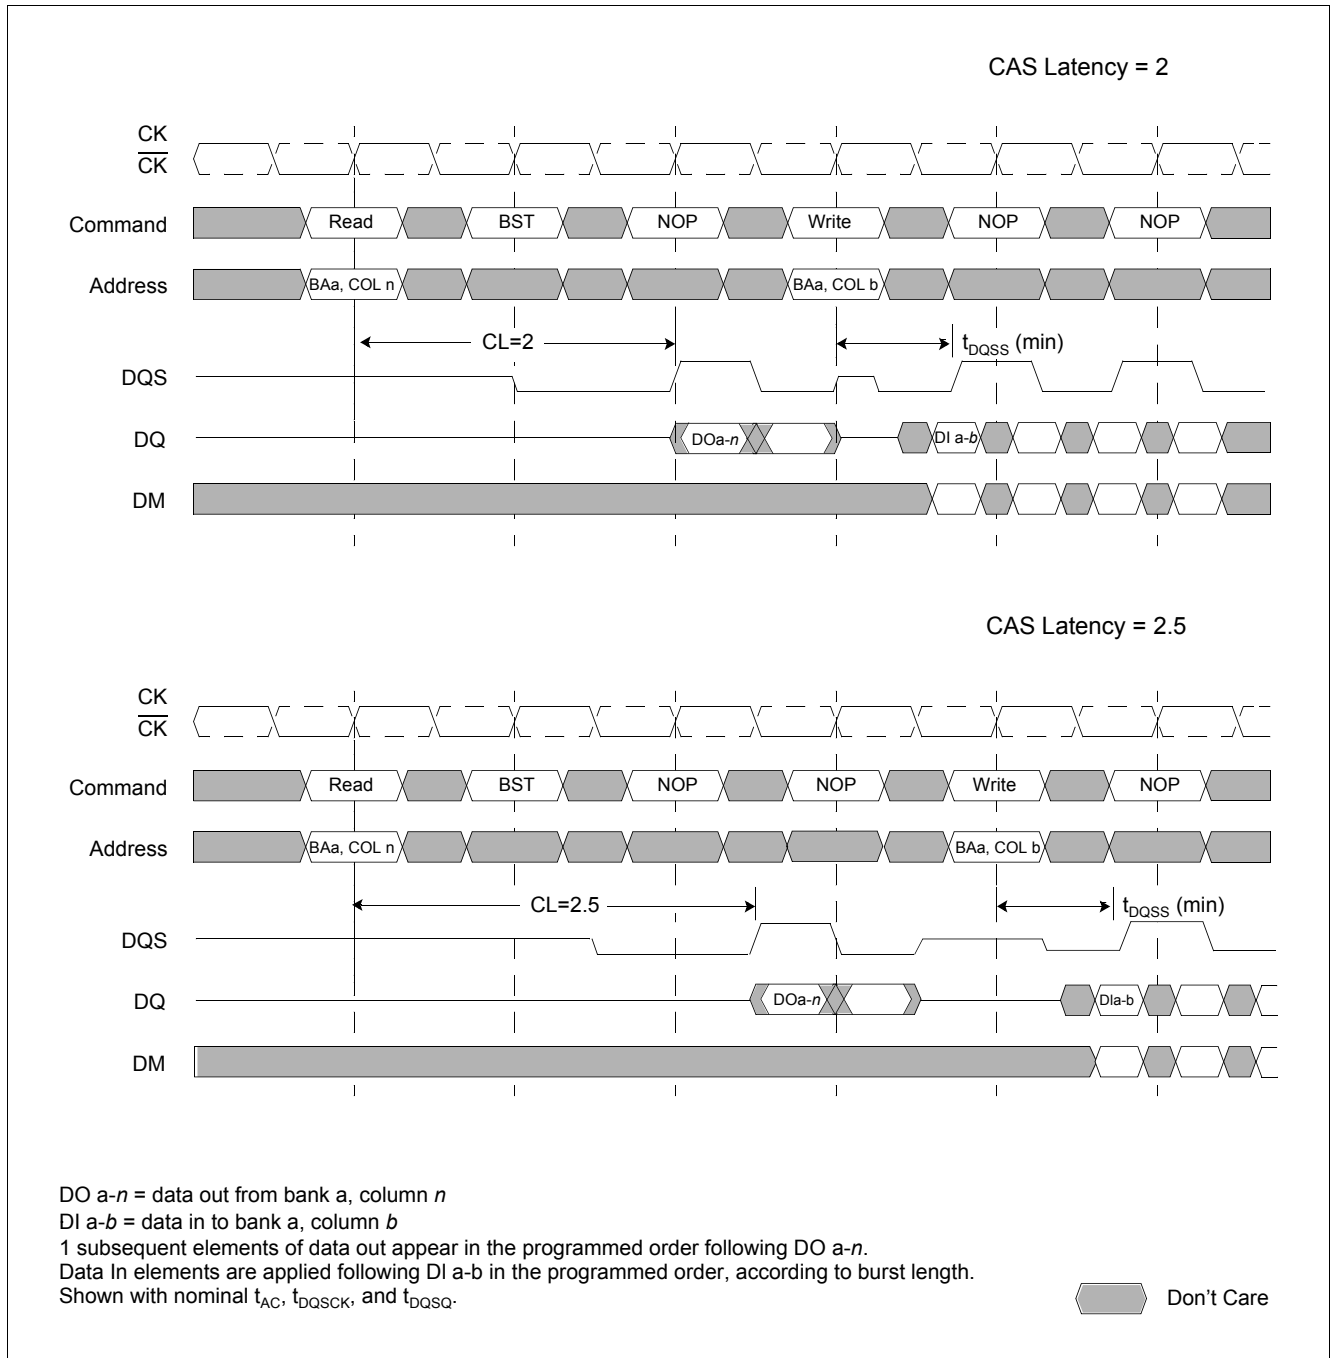 CAS Latency = 2
CK
CK
Command Read BST NOP Write NOP NOP
Address BAa, COL n BAa, COL b
CL=2 tDQSS (min)
DQS
DQ DOa-n DI a-b
DM
CAS Latency = 2.5
CK
CK
Command Read BST NOP NOP Write NOP
Address BAa, COL n BAa, COL b
CL=2.5 tDQSS (min)
DQS
DQ DOa-n DIa-b
DM
DO a-n = data out from bank a, column n
DI a-b = data in to bank a, column b
1 subsequent elements of data out appear in the programmed order following DO a-n.
Data In elements are applied following DI a-b in the programmed order, according to burst length.
Shown with nominal tAC, tDQSCK, and tDQSQ.
Don't Care